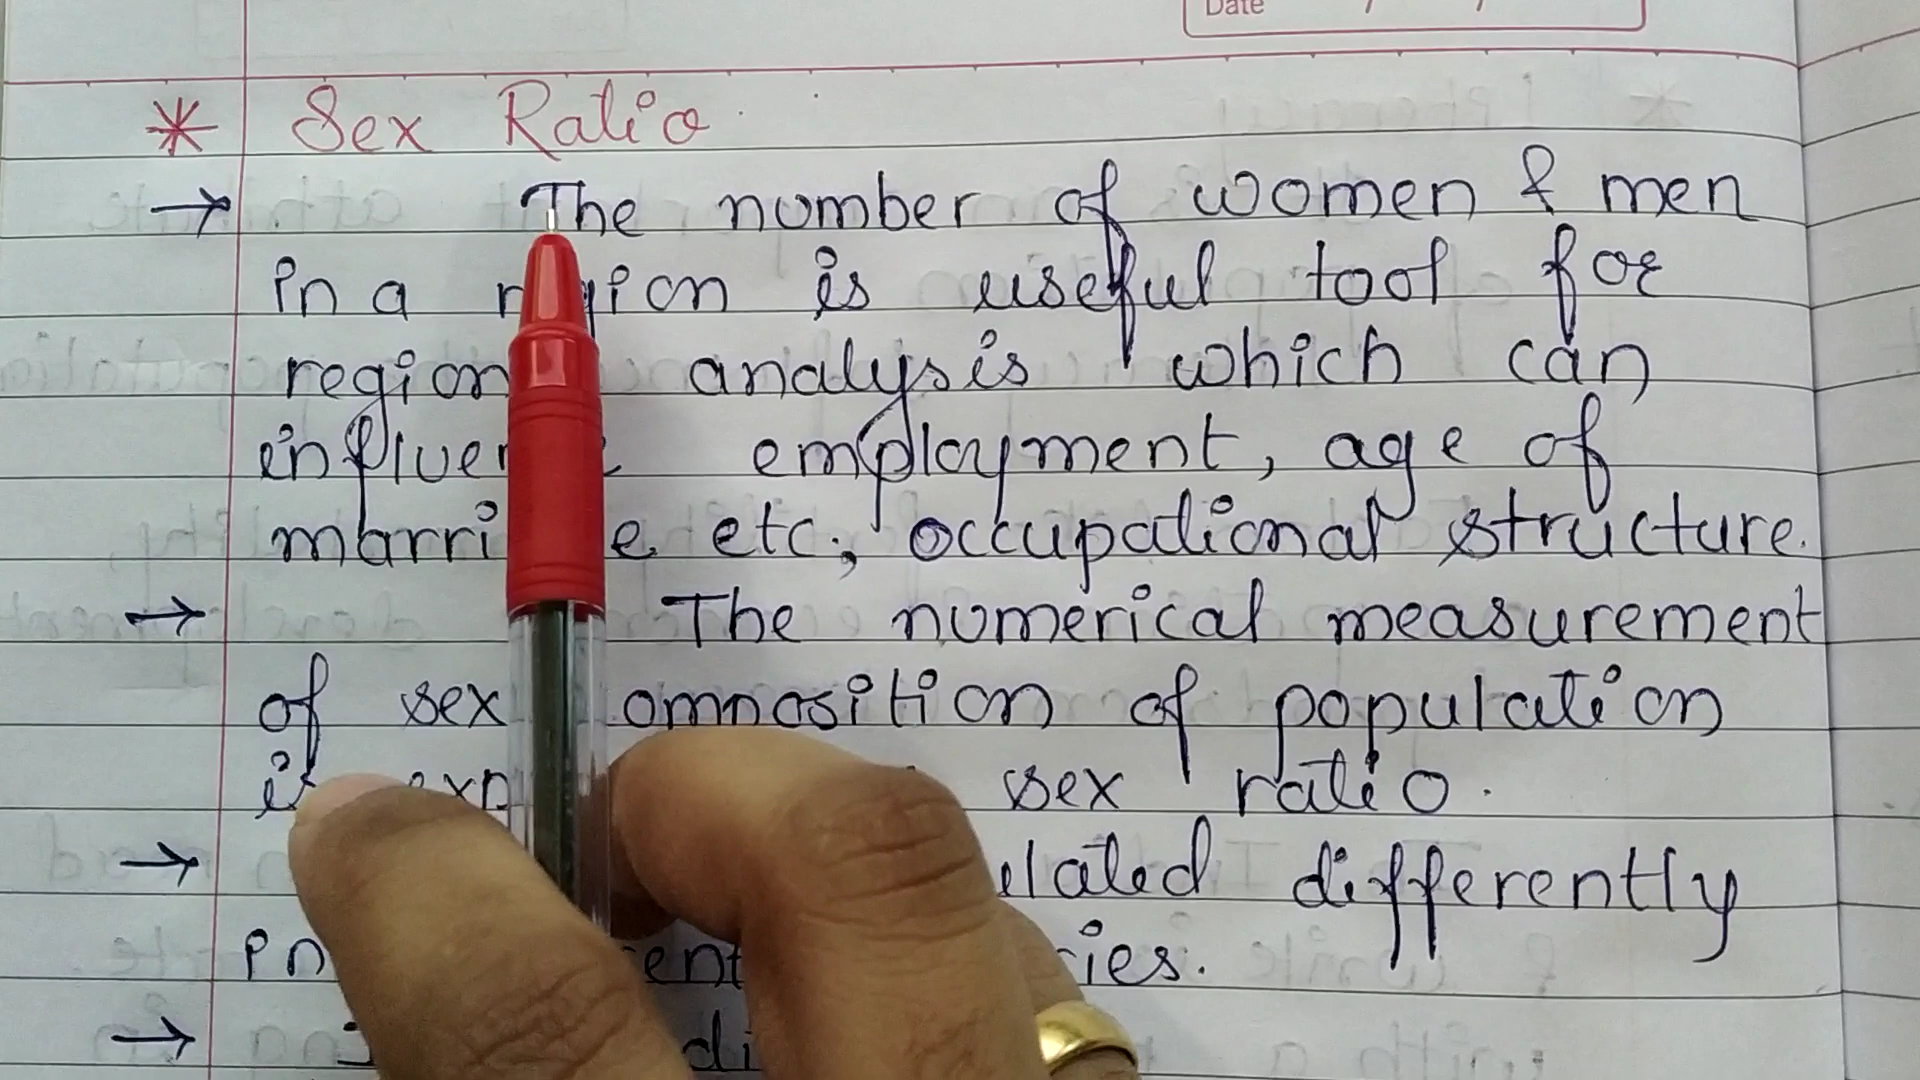 Date / /
* Sex Ratio
→ The number of women & men
in a is useful tool for
analysis which can
employment, age of
etc., occupational structure.
→ The numerical measurement
of sex of population
sex ratio.
→ differently
in
→